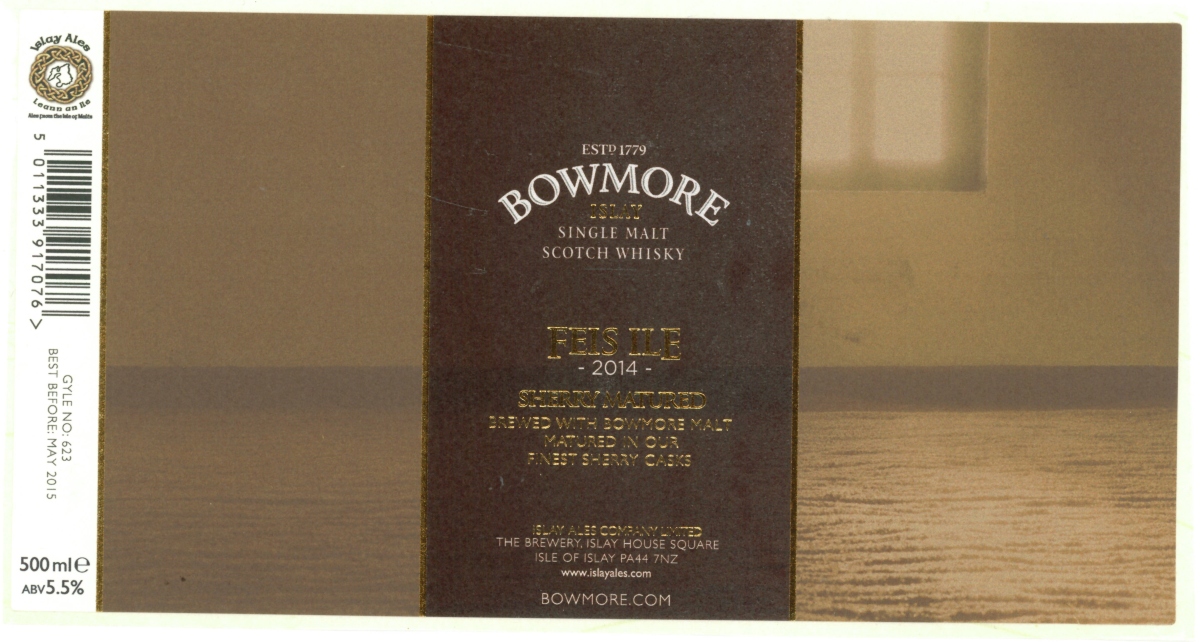 Islay Ales
Leann an Ile
Ales from the Isle of Malts
5 011333 917076 >
GYLE NO: 623
BEST BEFORE: MAY 2015
500 ml e
ABV 5.5%
ESTD 1779
BOWMORE
ISLAY
SINGLE MALT
SCOTCH WHISKY
FEIS ILE
- 2014 -
SHERRY MATURED
BREWED WITH BOWMORE MALT
MATURED IN OUR
FINEST SHERRY CASKS
ISLAY ALES COMPANY LIMITED
THE BREWERY, ISLAY HOUSE SQUARE
ISLE OF ISLAY PA44 7NZ
www.islayales.com
BOWMORE.COM